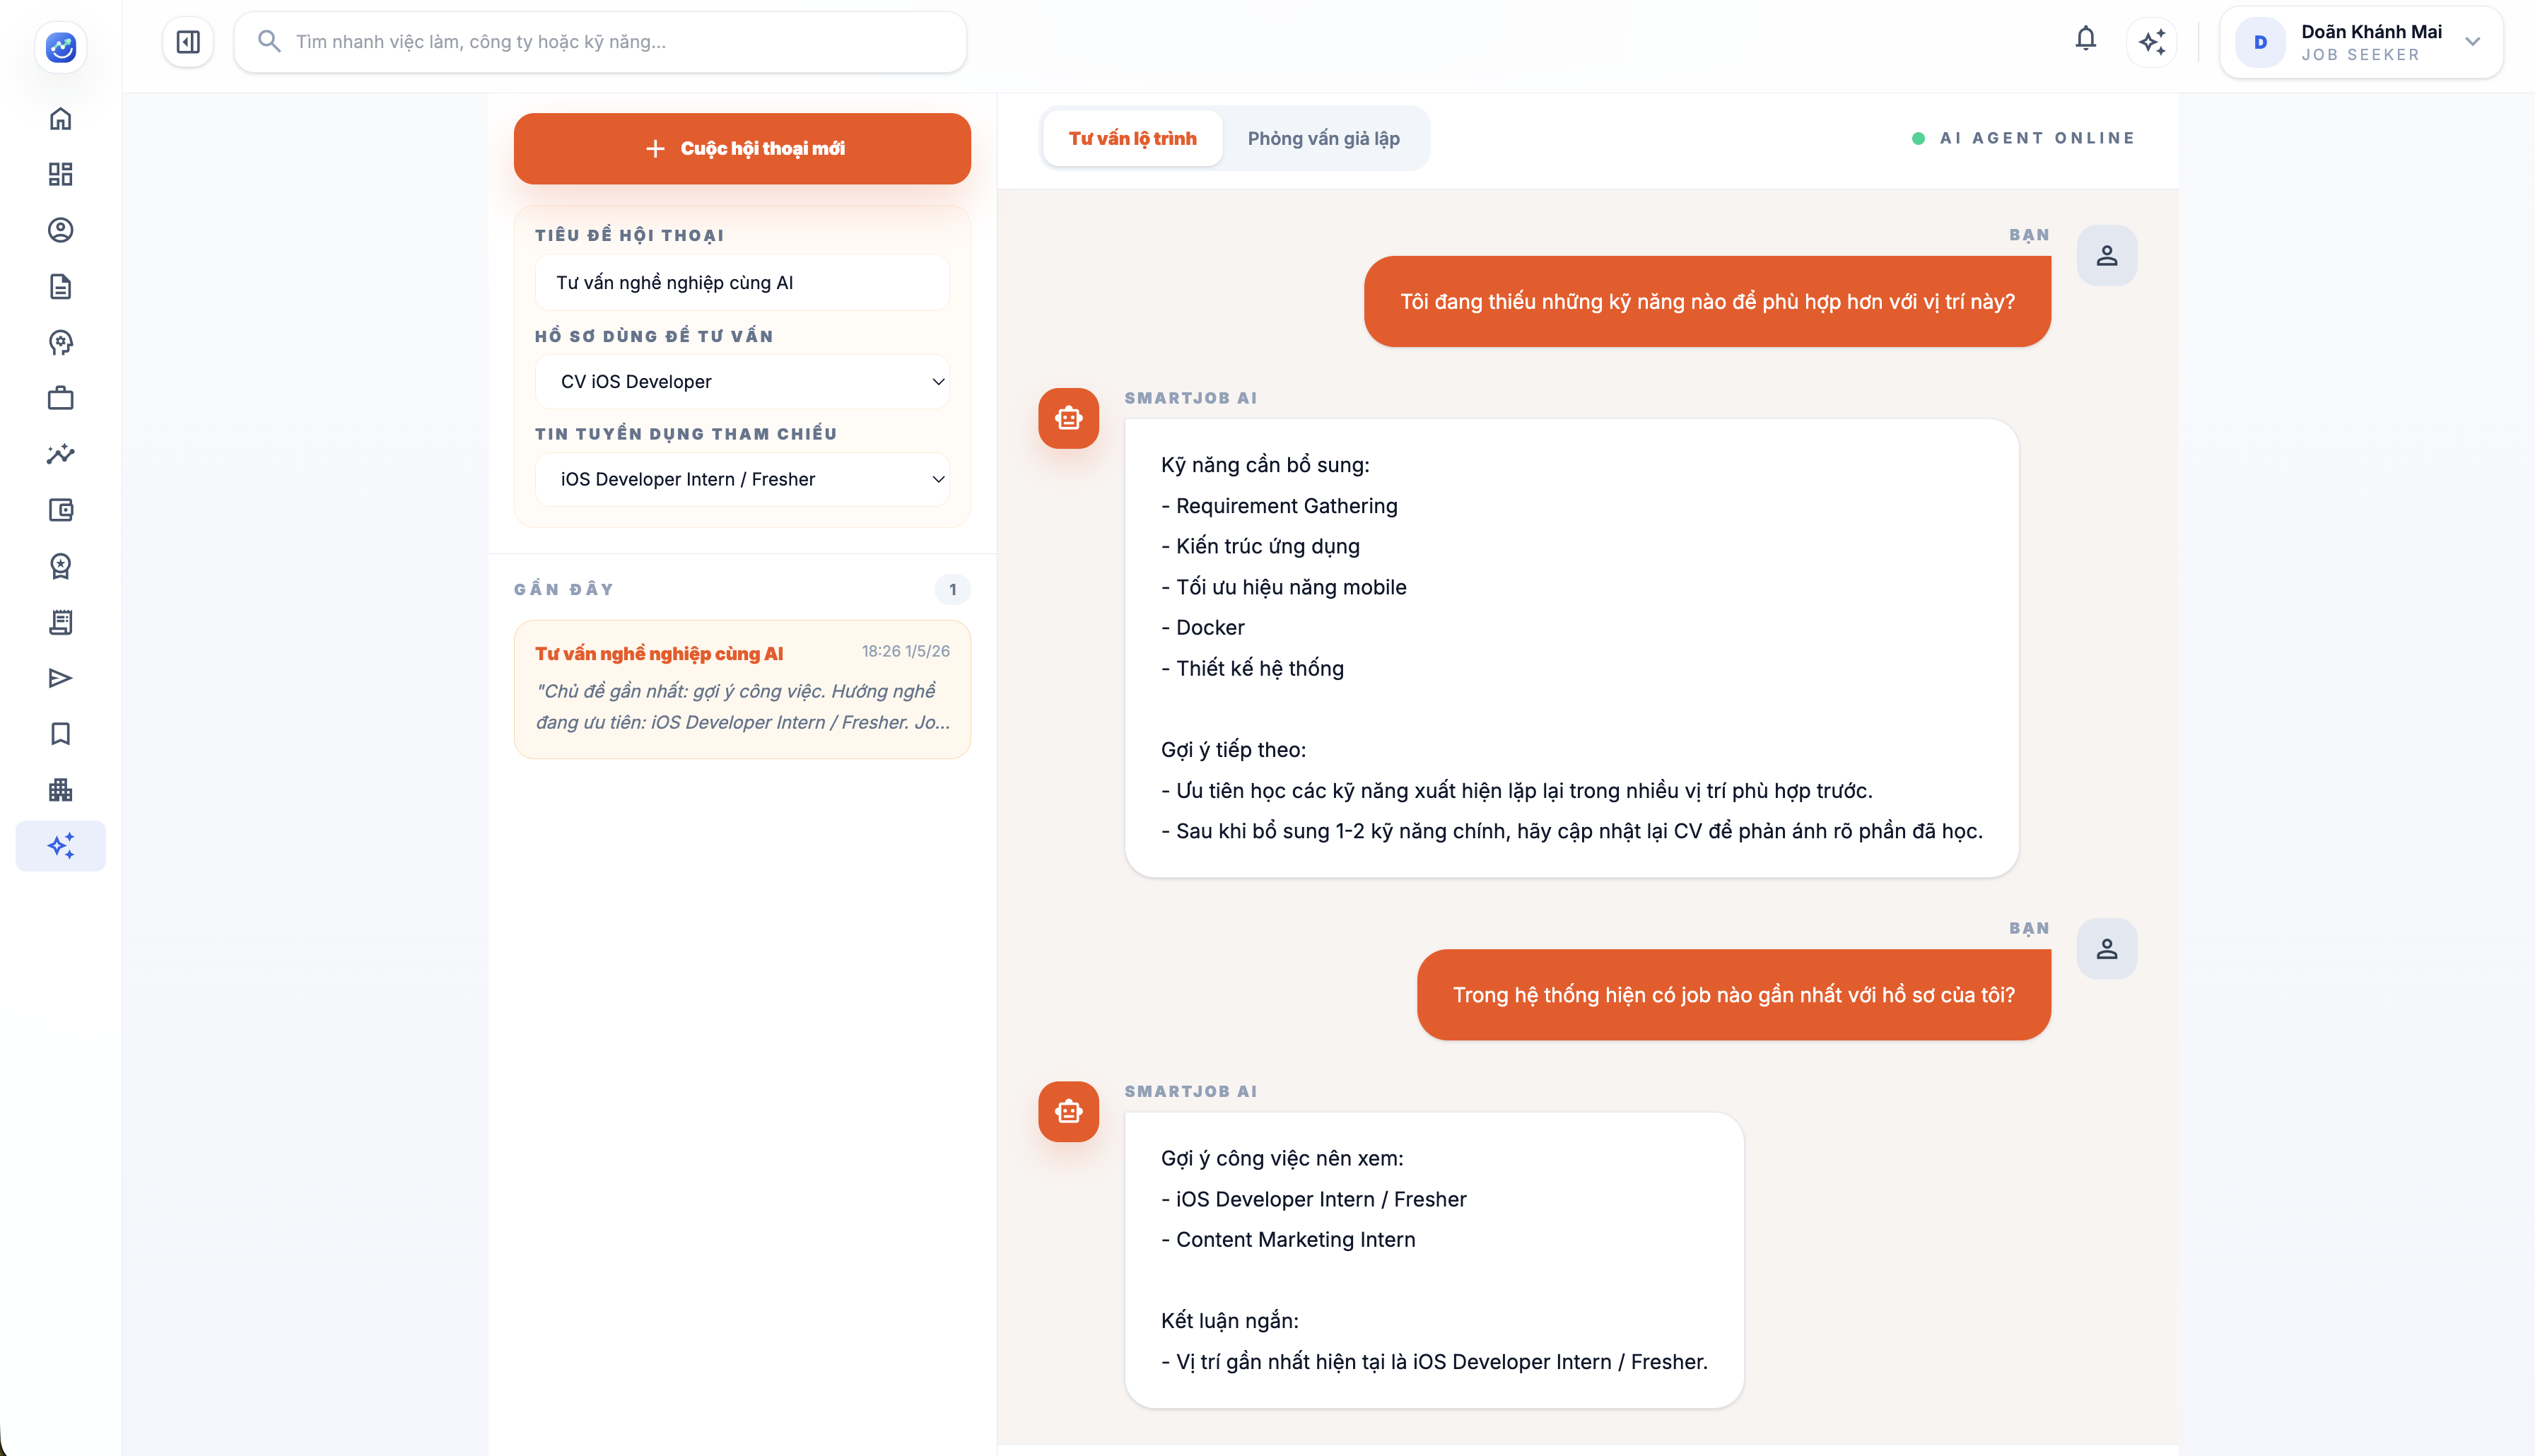 Tìm nhanh việc làm, công ty hoặc kỹ năng...
D
Doãn Khánh Mai
JOB SEEKER
Cuộc hội thoại mới
TIÊU ĐỀ HỘI THOẠI
Tư vấn nghề nghiệp cùng AI
HỒ SƠ DÙNG ĐỂ TƯ VẤN
CV iOS Developer
TIN TUYỂN DỤNG THAM CHIẾU
iOS Developer Intern / Fresher
GẦN ĐÂY
1
Tư vấn nghề nghiệp cùng AI
18:26 1/5/26
"Chủ đề gần nhất: gợi ý công việc. Hướng nghề
đang ưu tiên: iOS Developer Intern / Fresher. Jo...
Tư vấn lộ trình
Phỏng vấn giả lập
AI AGENT ONLINE
BẠN
Tôi đang thiếu những kỹ năng nào để phù hợp hơn với vị trí này?
SMARTJOB AI
Kỹ năng cần bổ sung:
- Requirement Gathering
- Kiến trúc ứng dụng
- Tối ưu hiệu năng mobile
- Docker
- Thiết kế hệ thống
Gợi ý tiếp theo:
- Ưu tiên học các kỹ năng xuất hiện lặp lại trong nhiều vị trí phù hợp trước.
- Sau khi bổ sung 1-2 kỹ năng chính, hãy cập nhật lại CV để phản ánh rõ phần đã học.
BẠN
Trong hệ thống hiện có job nào gần nhất với hồ sơ của tôi?
SMARTJOB AI
Gợi ý công việc nên xem:
- iOS Developer Intern / Fresher
- Content Marketing Intern
Kết luận ngắn:
- Vị trí gần nhất hiện tại là iOS Developer Intern / Fresher.